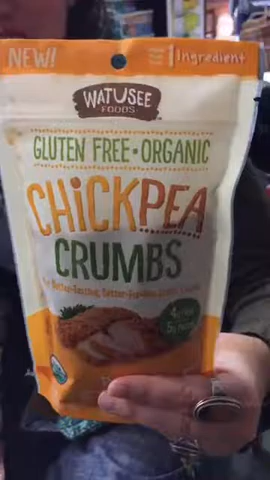 NEW!
1 Ingredient
WATUSEE
FOODS
GLUTEN FREE • ORGANIC
CHiCKPEA
CRUMBS